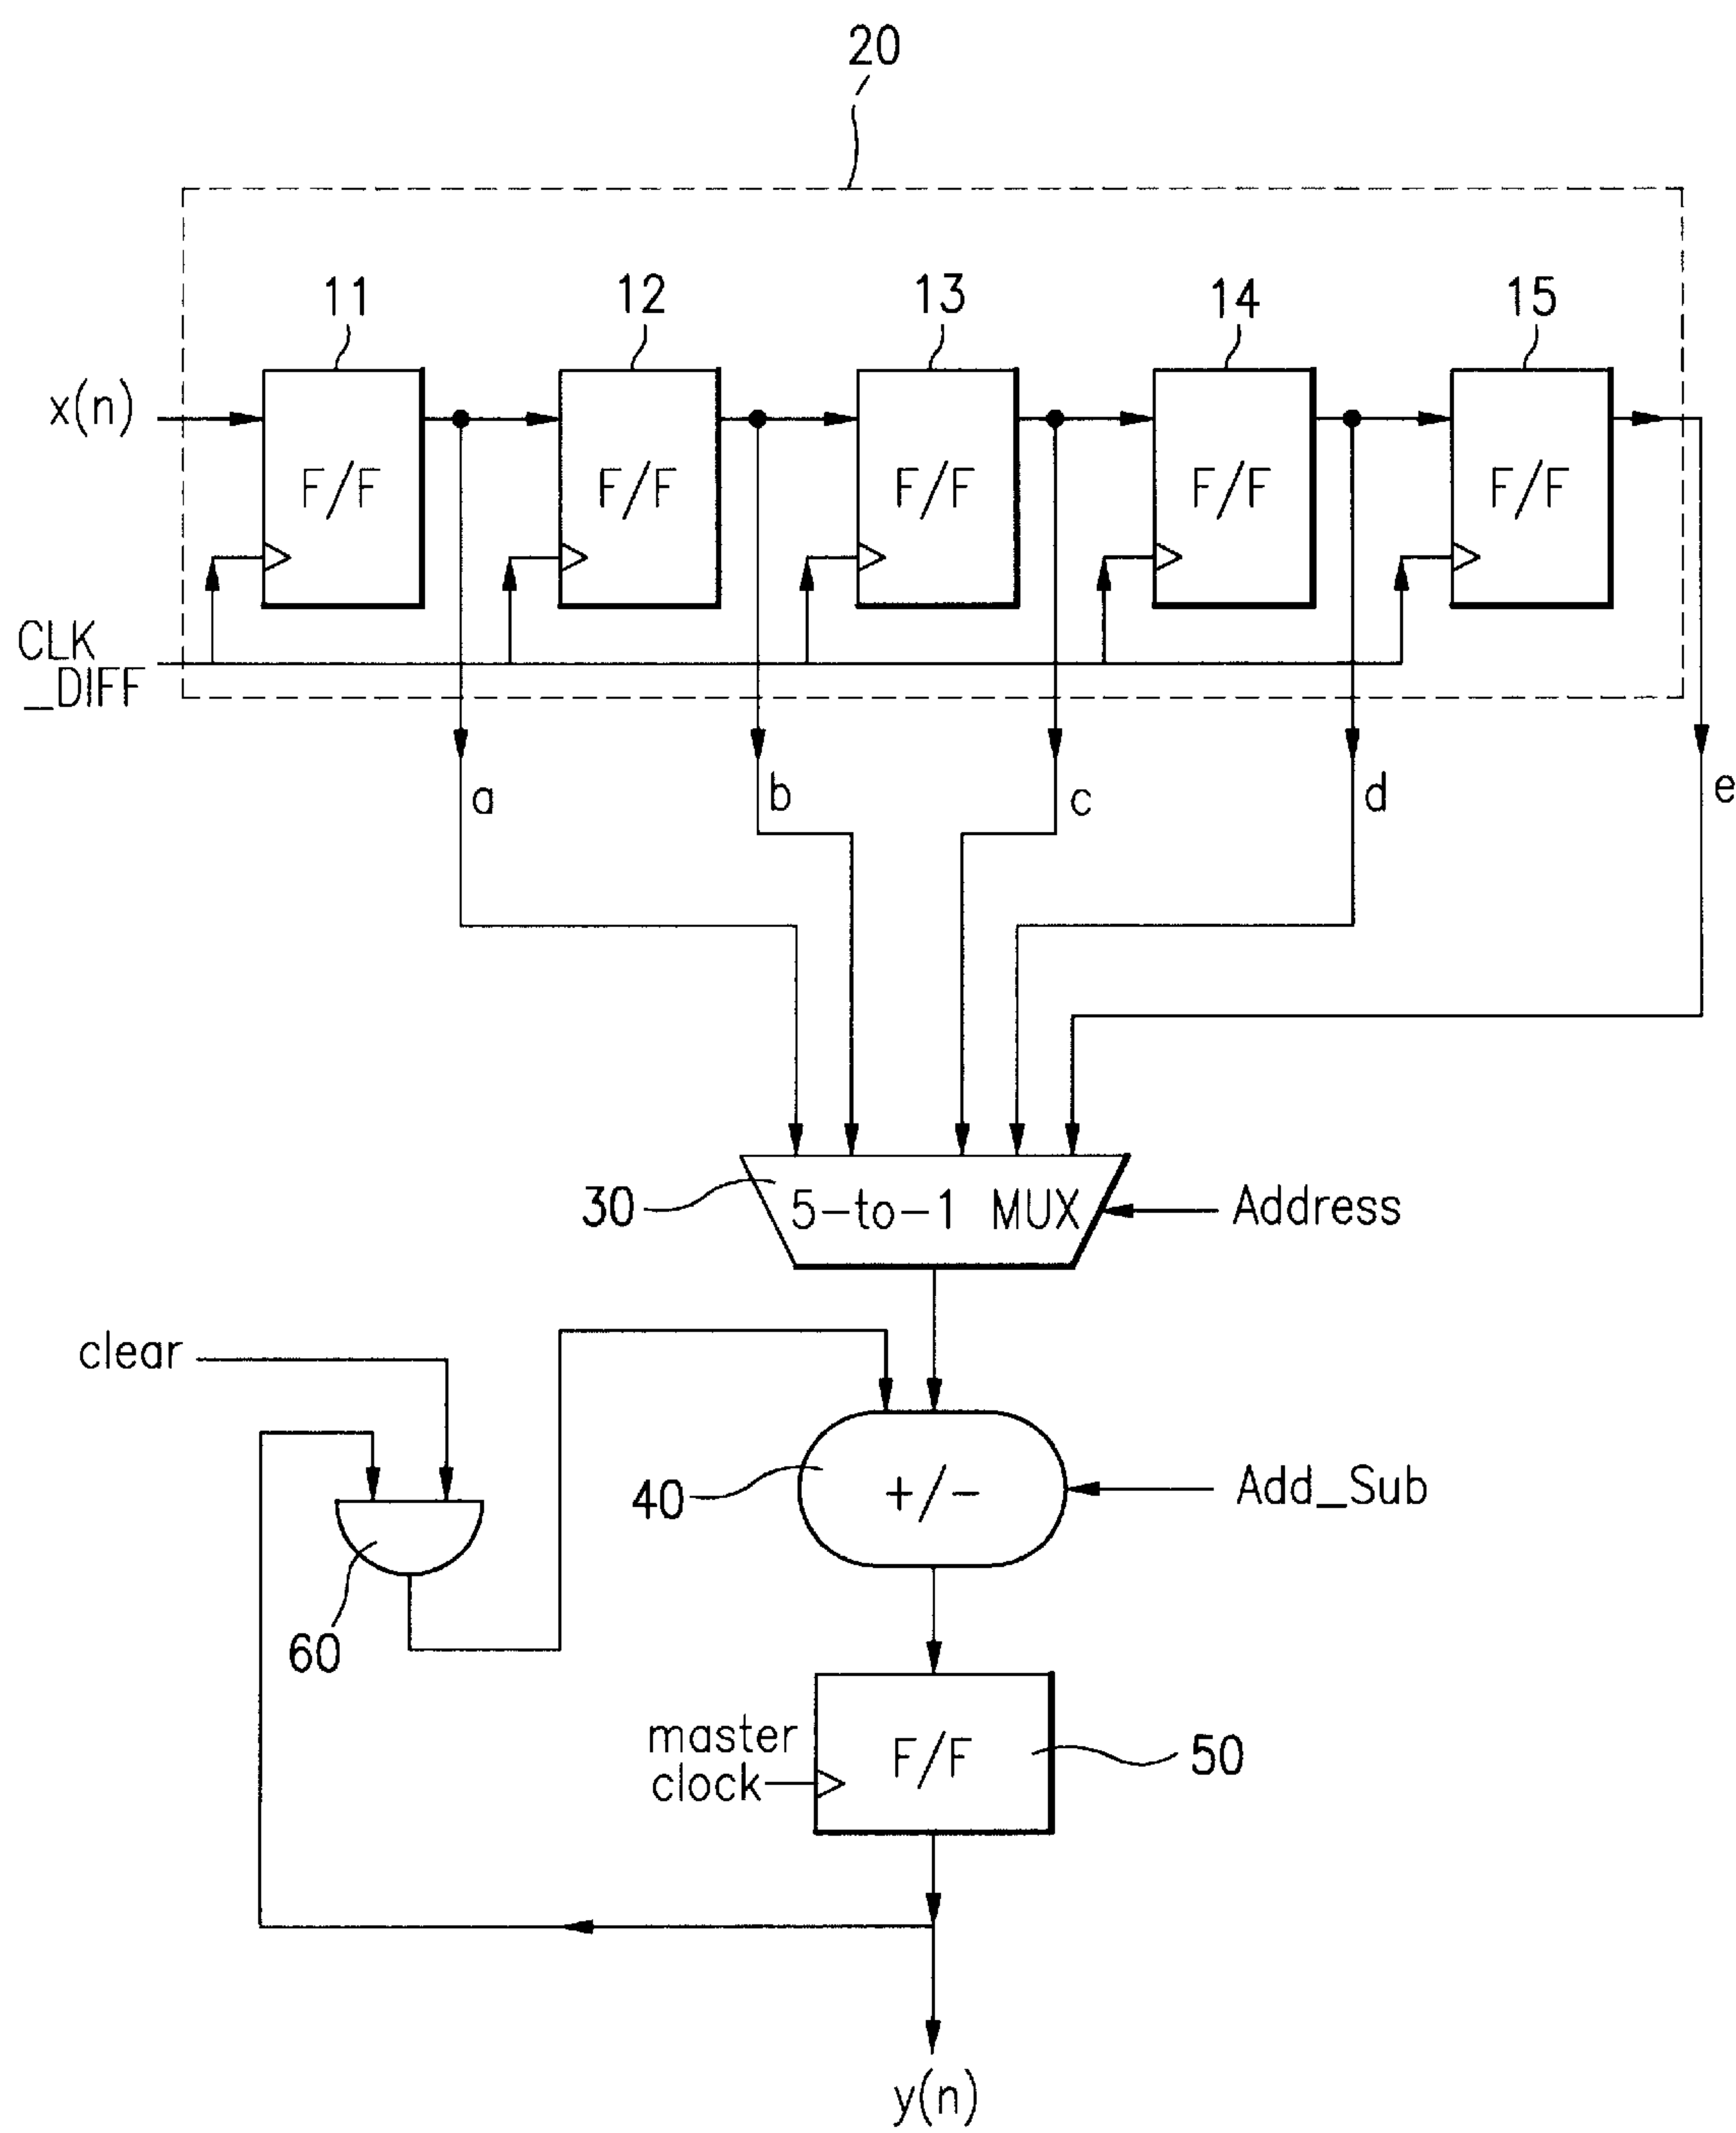 20
11
12
13
14
15
x(n)
F/F
F/F
F/F
F/F
F/F
CLK
_DIFF
a
b
c
d
e
30
5-to-1 MUX
Address
clear
40
+/-
Add_Sub
60
master
clock
F/F
50
y(n)